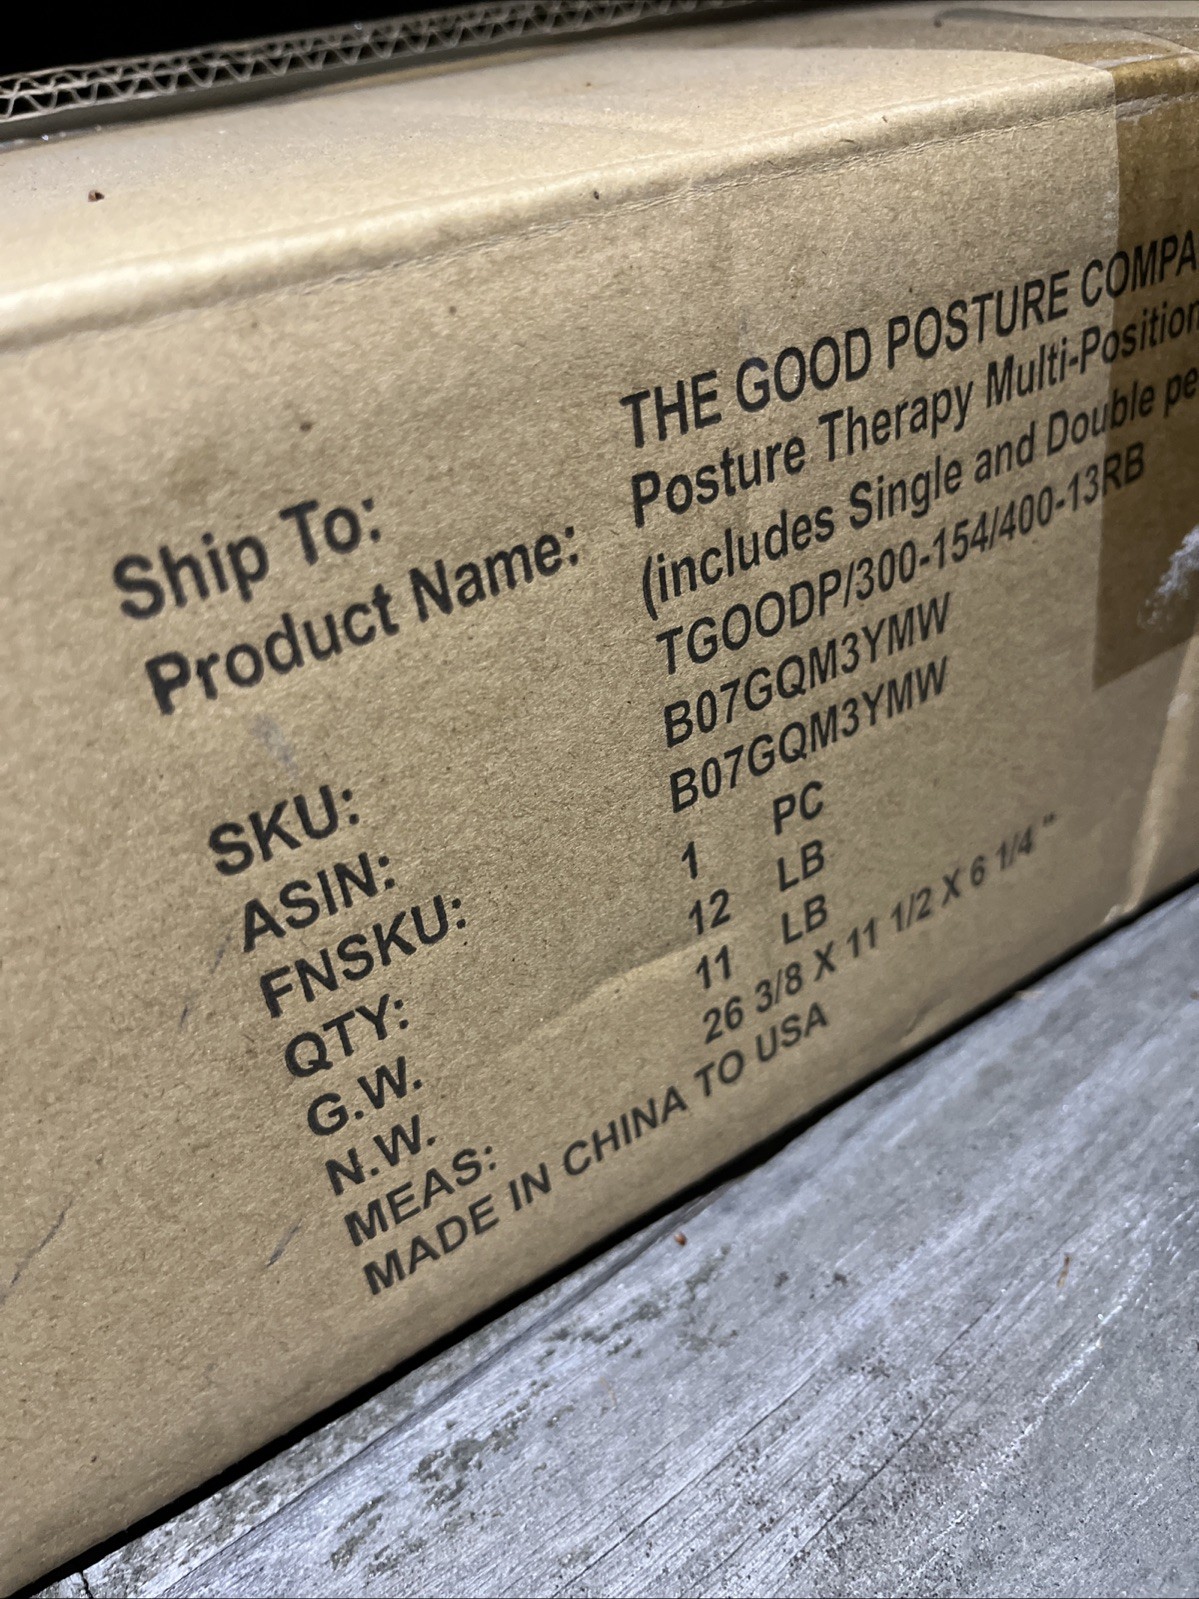 Ship To: THE GOOD POSTURE COMPA
Product Name: Posture Therapy Multi-Position
(includes Single and Double pe
SKU: TGOODP/300-154/400-13RB
ASIN: B07GQM3YMW
FNSKU: B07GQM3YMW
QTY: 1 PC
G.W. 12 LB
N.W. 11 LB
MEAS: 26 3/8 X 11 1/2 X 6 1/4 "
MADE IN CHINA TO USA